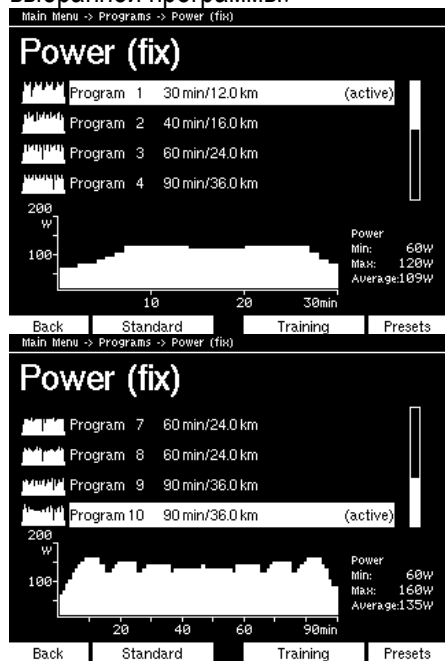 выбранной программы.
Main Menu -> Programs -> Power (fix)
Power (fix)
Program 1 30 min/12.0 km (active)
Program 2 40 min/16.0 km
Program 3 60 min/24.0 km
Program 4 90 min/36.0 km
200
W
100-
Power
Min: 60W
Max: 120W
Average:109W
10 20 30min
Back Standard Training Presets
Main Menu -> Programs -> Power (fix)
Power (fix)
Program 7 60 min/24.0 km
Program 8 60 min/24.0 km
Program 9 90 min/36.0 km
Program 10 90 min/36.0 km (active)
200
W
100-
Power
Min: 60W
Max: 160W
Average:135W
20 40 60 90min
Back Standard Training Presets